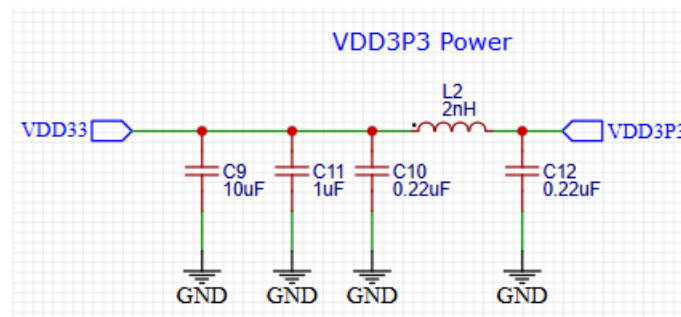 VDD3P3 Power
L2
2nH
VDD33
VDD3P3
C9
10uF
C11
1uF
C10
0.22uF
C12
0.22uF
GND
GND
GND
GND